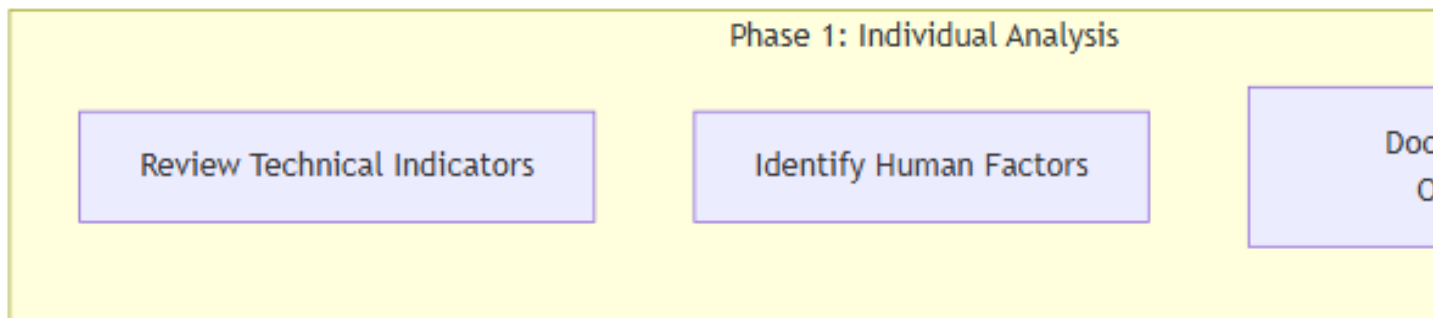 Phase 1: Individual Analysis
Review Technical Indicators
Identify Human Factors